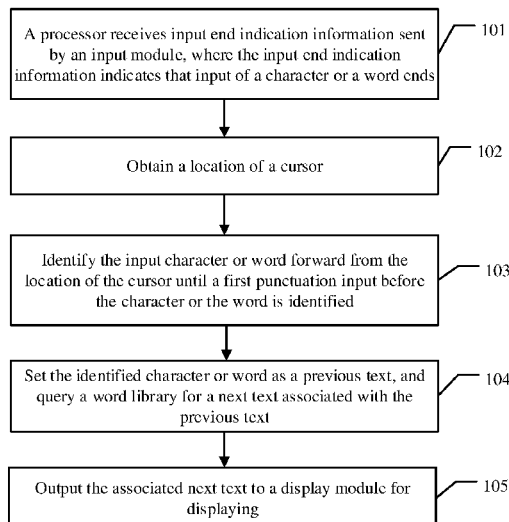 A processor receives input end indication information sent
by an input module, where the input end indication
information indicates that input of a character or a word ends
101
Obtain a location of a cursor
102
Identify the input character or word forward from the
location of the cursor until a first punctuation input before
the character or the word is identified
103
Set the identified character or word as a previous text, and
query a word library for a next text associated with the
previous text
104
Output the associated next text to a display module for
displaying
105